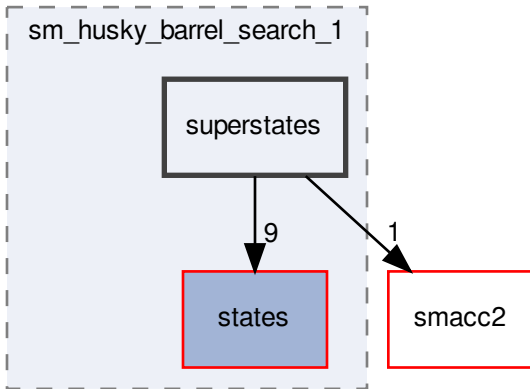 sm_husky_barrel_search_1
superstates
9
1
states
smacc2